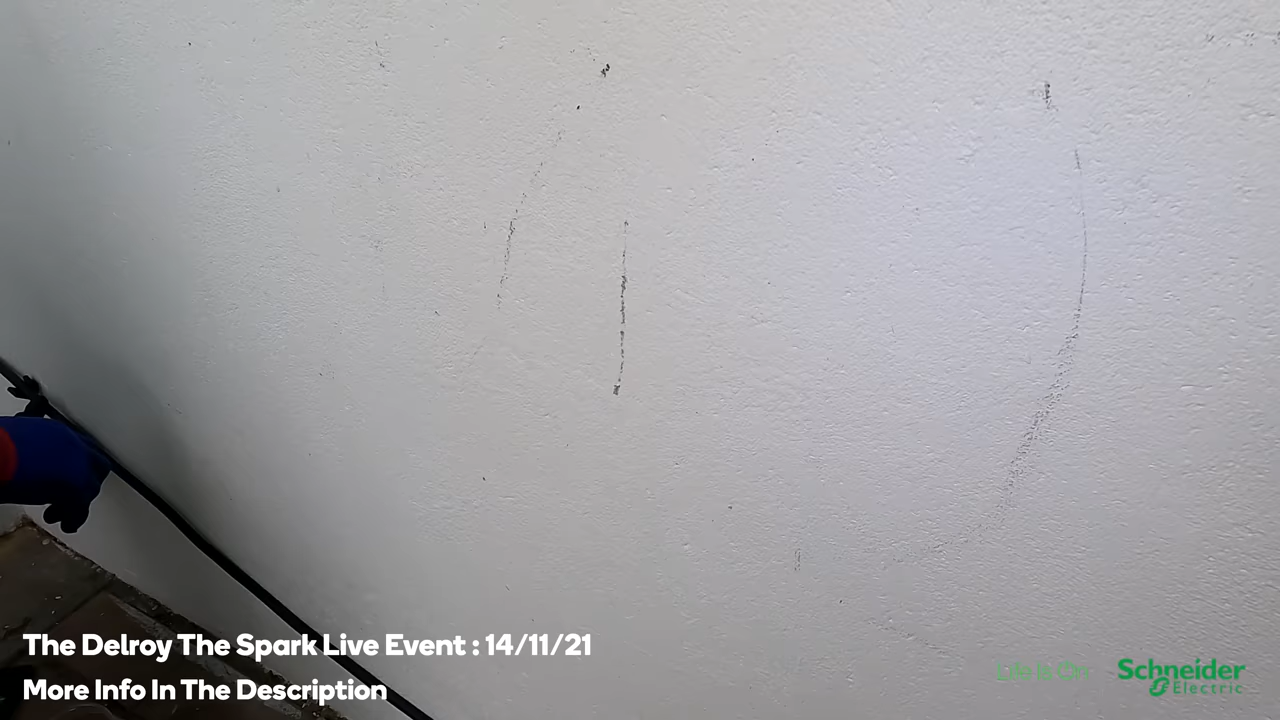 The Delroy The Spark Live Event : 14/11/21
More Info In The Description
Life Is On
Schneider
Electric